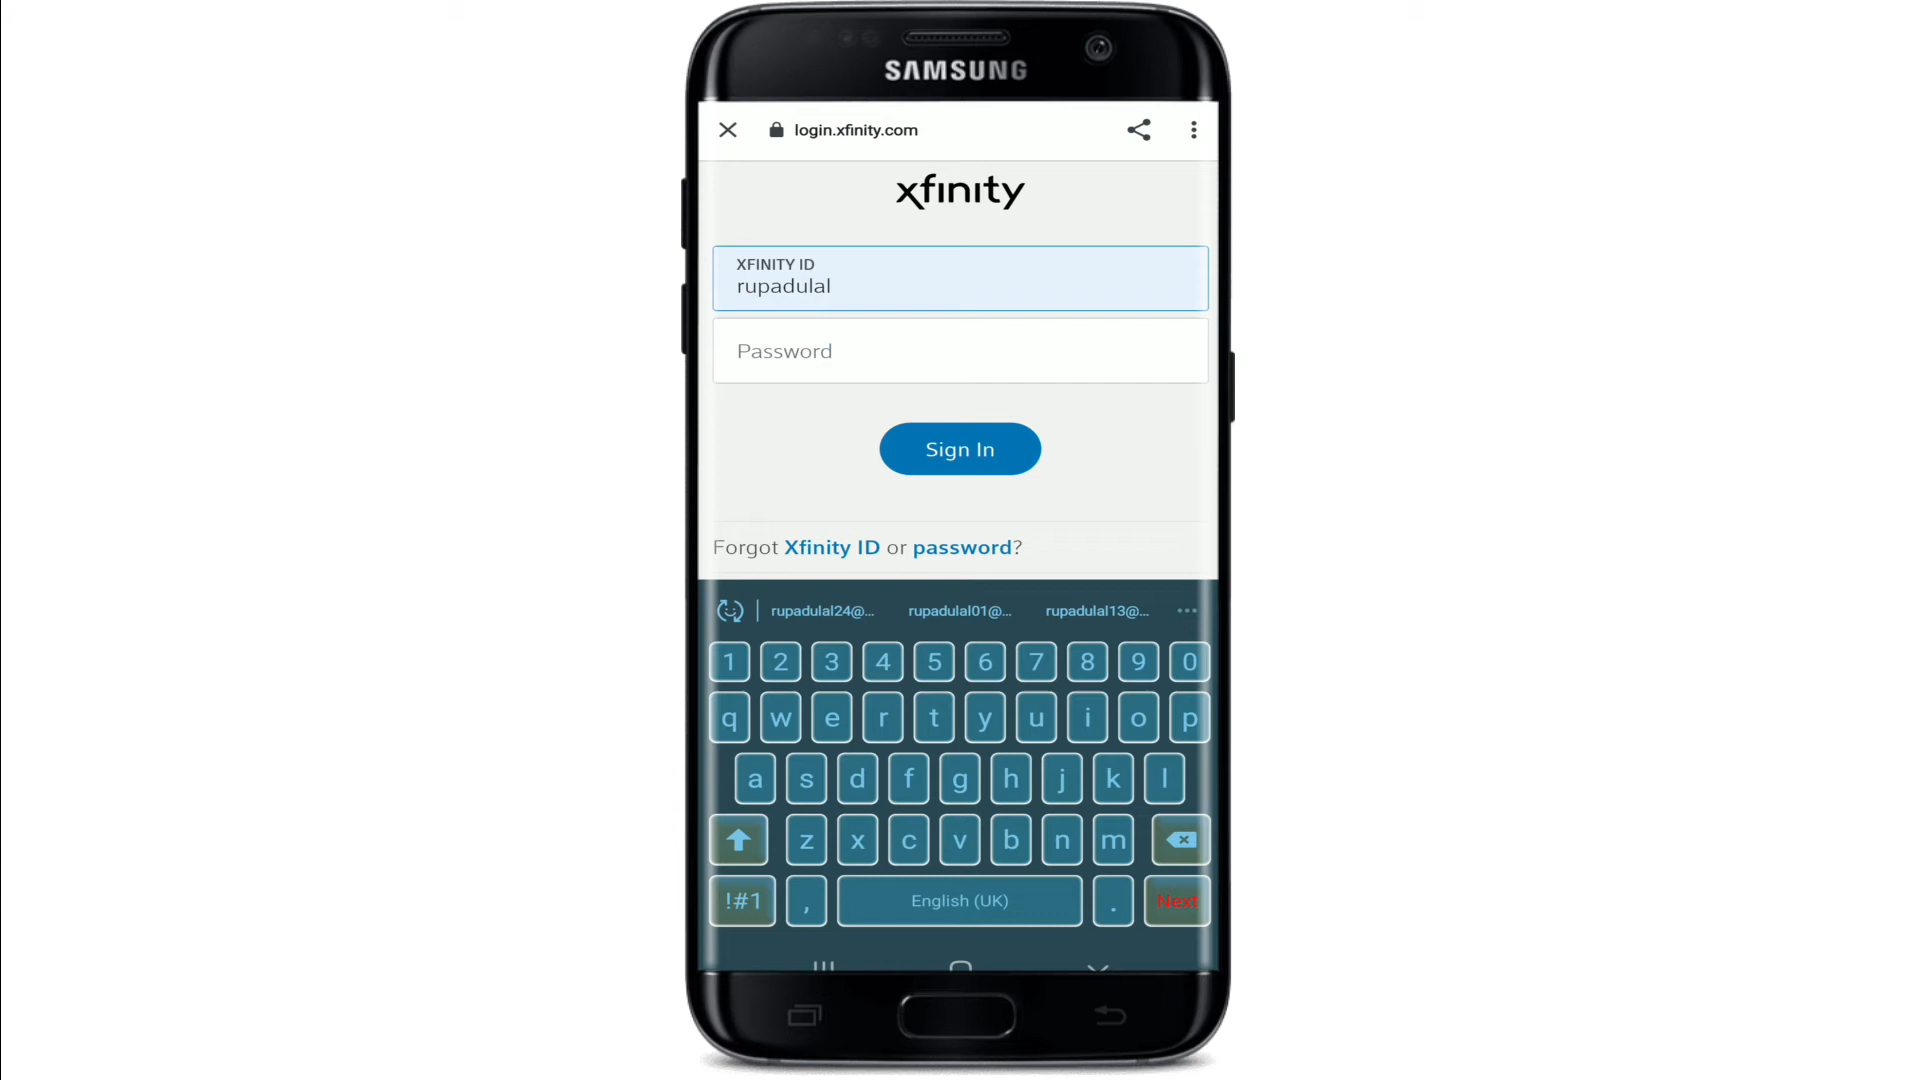 SAMSUNG
login.xfinity.com
xfinity
XFINITY ID
rupadulal
Password
Sign In
Forgot Xfinity ID or password?
rupadulal24@... rupadulal01@... rupadulal13@...
1 2 3 4 5 6 7 8 9 0
q w e r t y u i o p
a s d f g h j k l
z x c v b n m
!#1 , English (UK) . Next